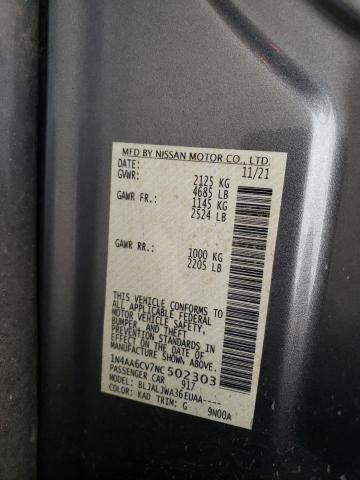 MFD BY NISSAN MOTOR CO., LTD.
DATE: 11/21
GVWR: 2125 KG
4685 LB
GAWR FR.: 1145 KG
2524 LB
GAWR RR.: 1000 KG
2205 LB
THIS VEHICLE CONFORMS TO
ALL APPLICABLE FEDERAL
MOTOR VEHICLE SAFETY,
BUMPER, AND THEFT
PREVENTION STANDARDS
IN EFFECT ON THE DATE OF
MANUFACTURE SHOWN
ABOVE.
1N4AA6CV7NC502303
PASSENGER CAR 917
MODEL: BLJALJWA36EUAA----
COLOR: KAD TRIM: G 9N00A